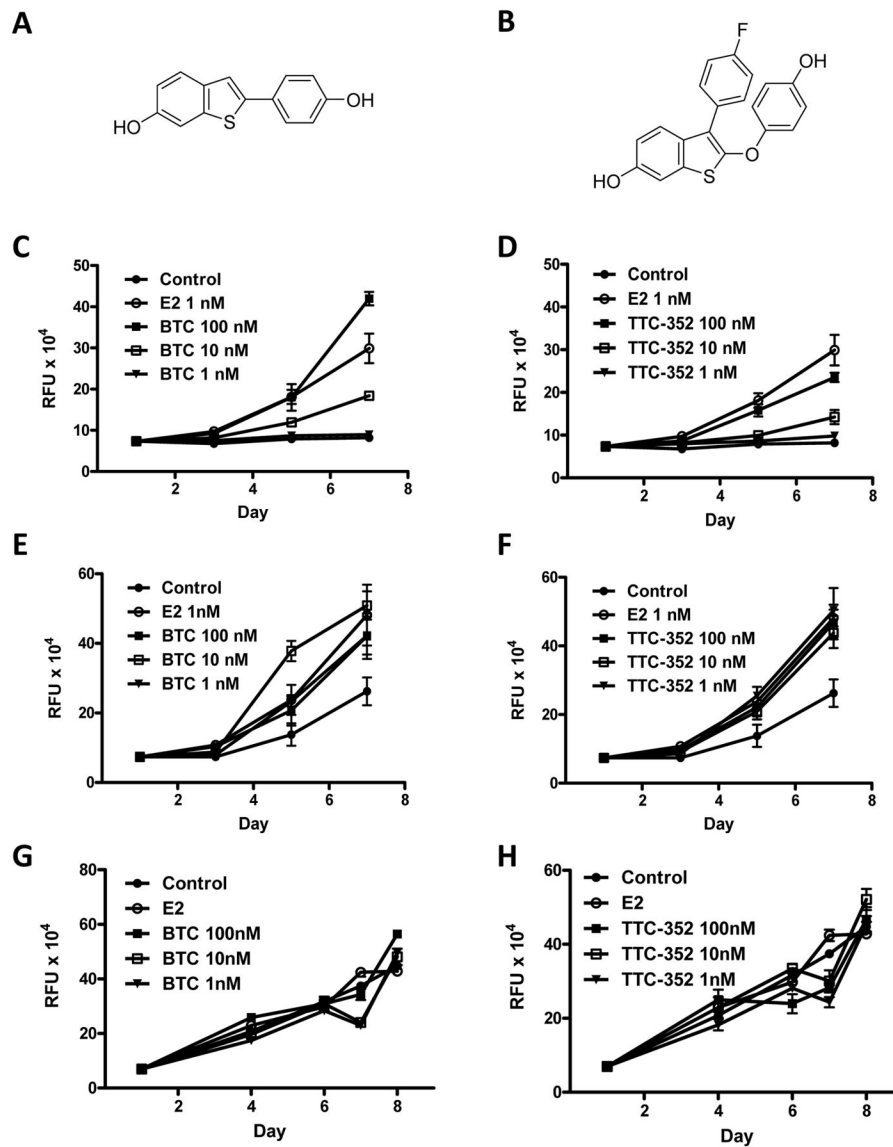 A
B
HO
S
OH
F
OH
HO
S
O
C
RFU x 10⁴
50
40
30
20
10
0
2 4 6 8
Day
Control
E2 1 nM
BTC 100 nM
BTC 10 nM
BTC 1 nM
D
RFU x 10⁴
50
40
30
20
10
0
2 4 6 8
Day
Control
E2 1 nM
TTC-352 100 nM
TTC-352 10 nM
TTC-352 1 nM
E
RFU x 10⁴
60
40
20
0
2 4 6 8
Day
Control
E2 1nM
BTC 100 nM
BTC 10 nM
BTC 1 nM
F
RFU x 10⁴
60
40
20
0
2 4 6 8
Day
Control
E2 1 nM
TTC-352 100 nM
TTC-352 10 nM
TTC-352 1 nM
G
RFU x 10⁴
80
60
40
20
0
2 4 6 8
Day
Control
E2
BTC 100nM
BTC 10nM
BTC 1nM
H
RFU x 10⁴
60
40
20
0
2 4 6 8
Day
Control
E2
TTC-352 100nM
TTC-352 10nM
TTC-352 1nM